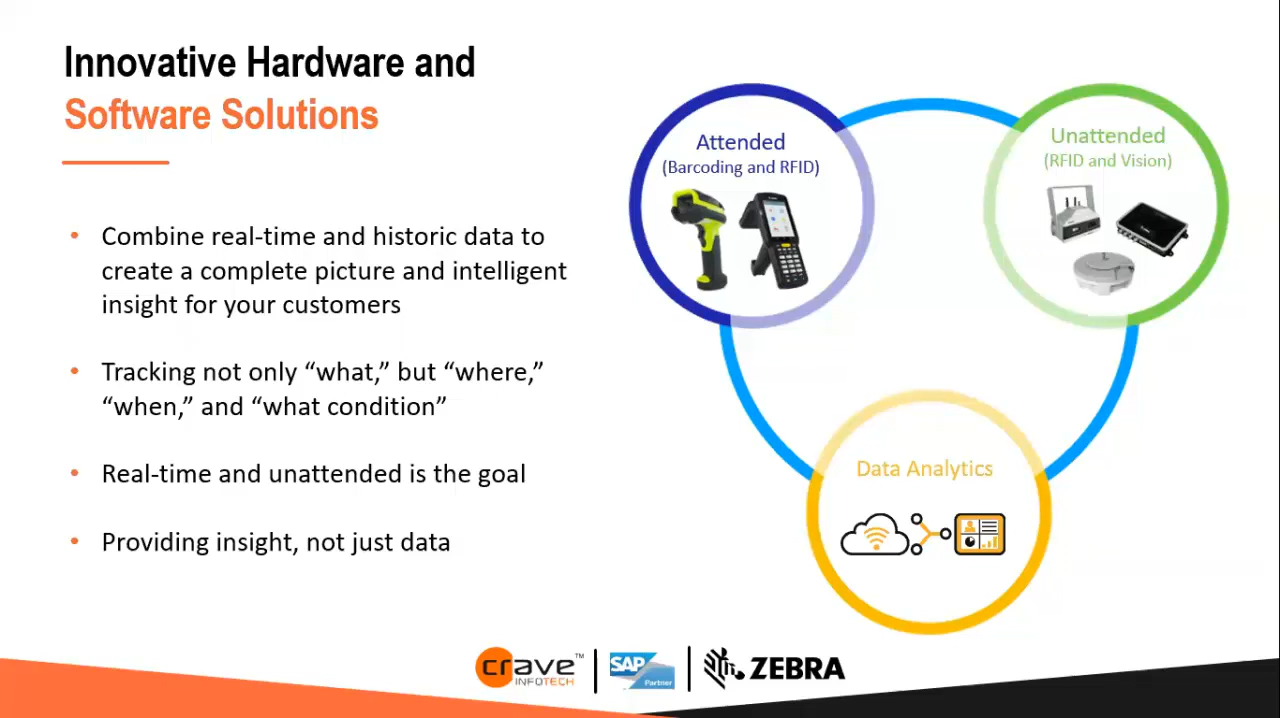 Innovative Hardware and
Software Solutions
• Combine real-time and historic data to
create a complete picture and intelligent
insight for your customers
• Tracking not only “what,” but “where,”
“when,” and “what condition”
• Real-time and unattended is the goal
• Providing insight, not just data
Attended
(Barcoding and RFID)
Unattended
(RFID and Vision)
Data Analytics
crave™
INFOTECH
SAP
Partner
ZEBRA